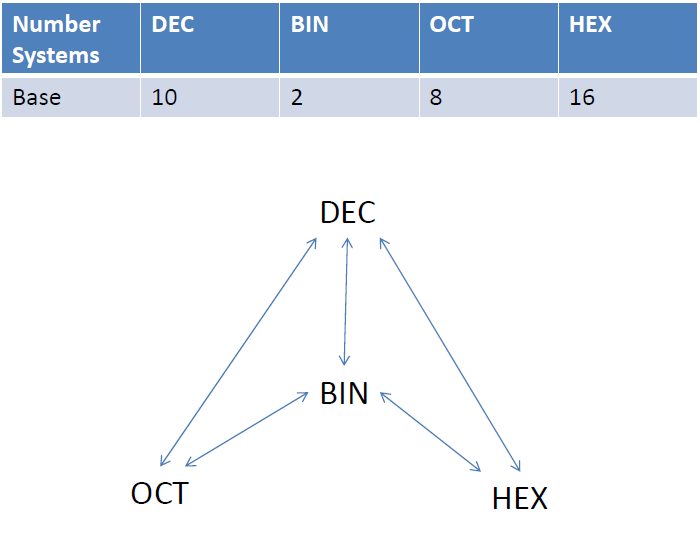 Number Systems DEC BIN OCT HEX
Base 10 2 8 16
DEC
BIN
OCT
HEX